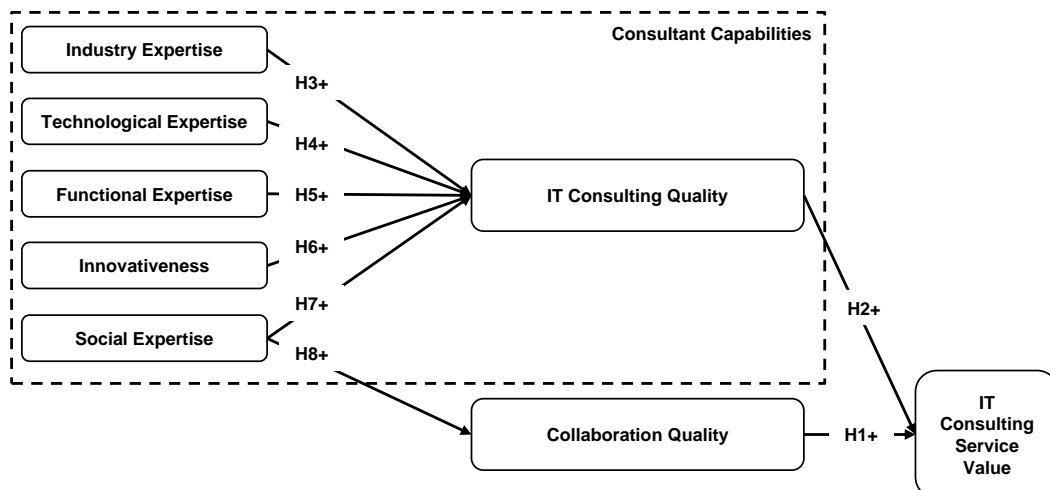 Consultant Capabilities
Industry Expertise
H3+
Technological Expertise
H4+
Functional Expertise
H5+
IT Consulting Quality
Innovativeness
H6+
H7+
H2+
Social Expertise
H8+
Collaboration Quality
H1+
IT
Consulting
Service
Value